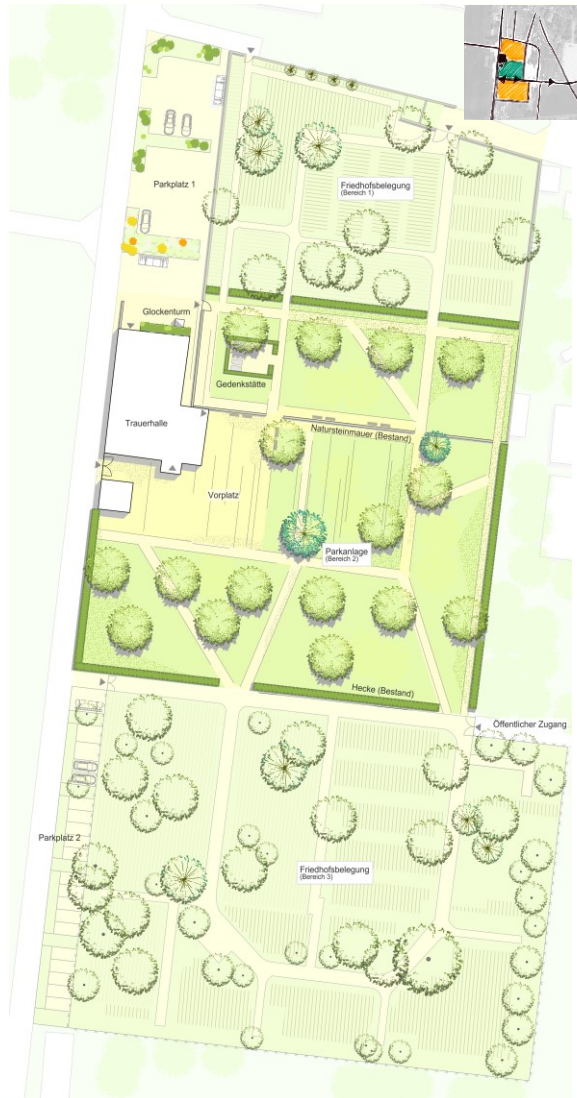 Parkplatz 1
Friedhofsbelegung
(Bereich 1)
Glockenturm
Gedenkstätte
Trauerhalle
Natursteinmauer (Bestand)
Vorplatz
Parkanlage
(Bereich 2)
Hecke (Bestand)
Öffentlicher Zugang
Parkplatz 2
Friedhofsbelegung
(Bereich 3)